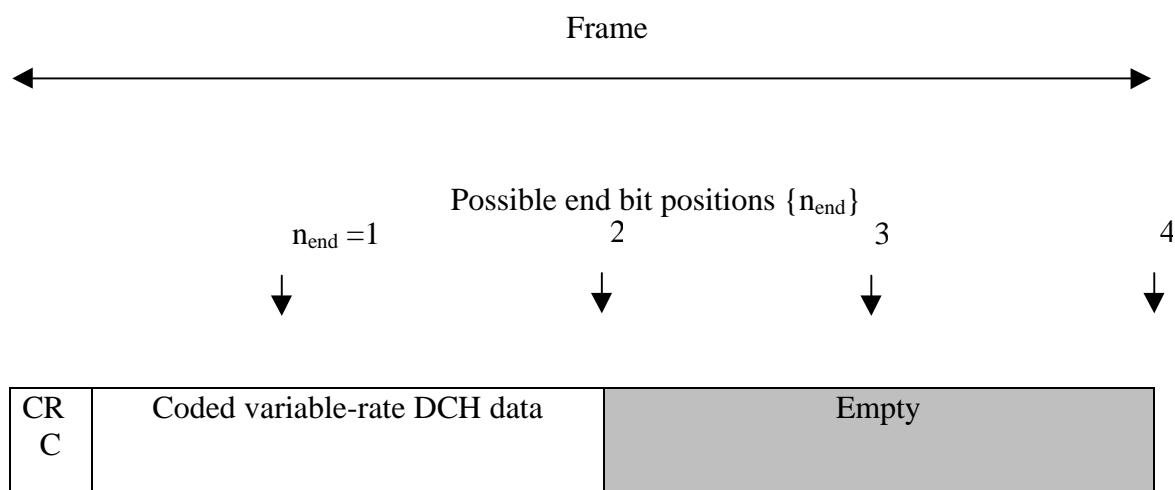 Frame
Possible end bit positions {nend}
nend =1 2 3 4
CR Coded variable-rate DCH data Empty
C